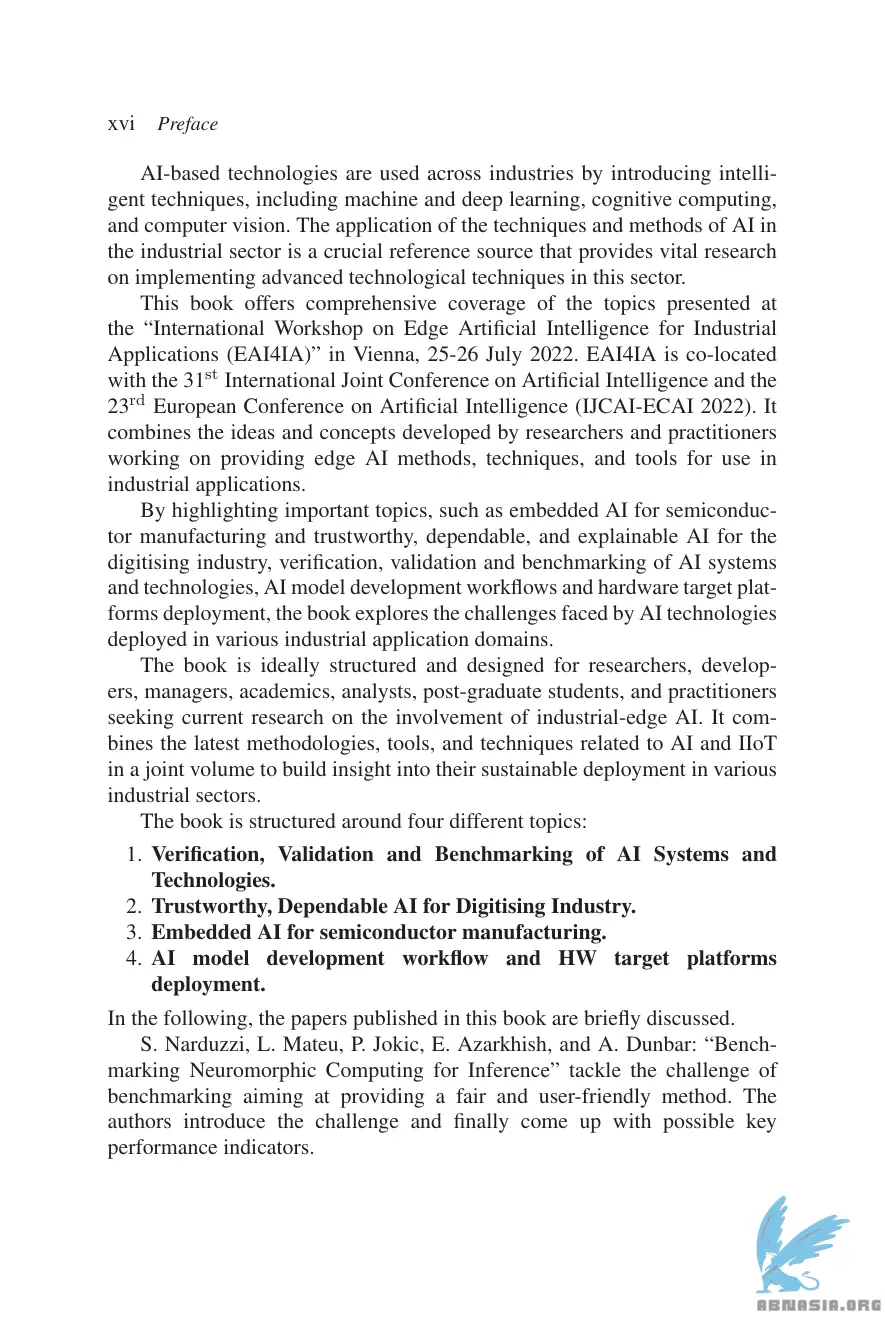 xvi Preface
AI-based technologies are used across industries by introducing intelli-
gent techniques, including machine and deep learning, cognitive computing,
and computer vision. The application of the techniques and methods of AI in
the industrial sector is a crucial reference source that provides vital research
on implementing advanced technological techniques in this sector.
This book offers comprehensive coverage of the topics presented at
the “International Workshop on Edge Artificial Intelligence for Industrial
Applications (EAI4IA)” in Vienna, 25-26 July 2022. EAI4IA is co-located
with the 31st International Joint Conference on Artificial Intelligence and the
23rd European Conference on Artificial Intelligence (IJCAI-ECAI 2022). It
combines the ideas and concepts developed by researchers and practitioners
working on providing edge AI methods, techniques, and tools for use in
industrial applications.
By highlighting important topics, such as embedded AI for semiconduc-
tor manufacturing and trustworthy, dependable, and explainable AI for the
digitising industry, verification, validation and benchmarking of AI systems
and technologies, AI model development workflows and hardware target plat-
forms deployment, the book explores the challenges faced by AI technologies
deployed in various industrial application domains.
The book is ideally structured and designed for researchers, develop-
ers, managers, academics, analysts, post-graduate students, and practitioners
seeking current research on the involvement of industrial-edge AI. It com-
bines the latest methodologies, tools, and techniques related to AI and IIoT
in a joint volume to build insight into their sustainable deployment in various
industrial sectors.
The book is structured around four different topics:
1. Verification, Validation and Benchmarking of AI Systems and
Technologies.
2. Trustworthy, Dependable AI for Digitising Industry.
3. Embedded AI for semiconductor manufacturing.
4. AI model development workflow and HW target platforms
deployment.
In the following, the papers published in this book are briefly discussed.
S. Narduzzi, L. Mateu, P. Jokic, E. Azarkhish, and A. Dunbar: “Bench-
marking Neuromorphic Computing for Inference” tackle the challenge of
benchmarking aiming at providing a fair and user-friendly method. The
authors introduce the challenge and finally come up with possible key
performance indicators.
ABNASIA.ORG